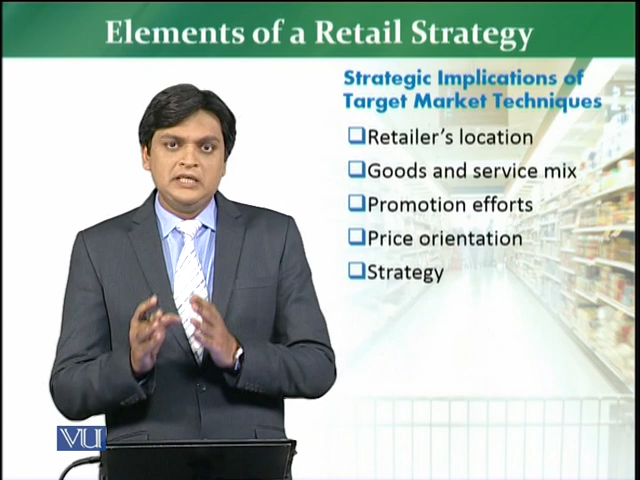 Elements of a Retail Strategy
Strategic Implications of
Target Market Techniques
Retailer's location
Goods and service mix
Promotion efforts
Price orientation
Strategy
VU